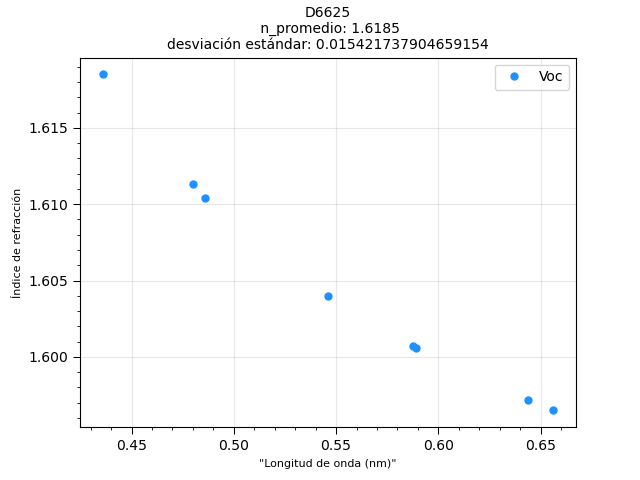 D6625
n_promedio: 1.6185
desviación estándar: 0.015421737904659154
Voc
1.615
1.610
1.605
1.600
Índice de refracción
0.45 0.50 0.55 0.60 0.65
"Longitud de onda (nm)"